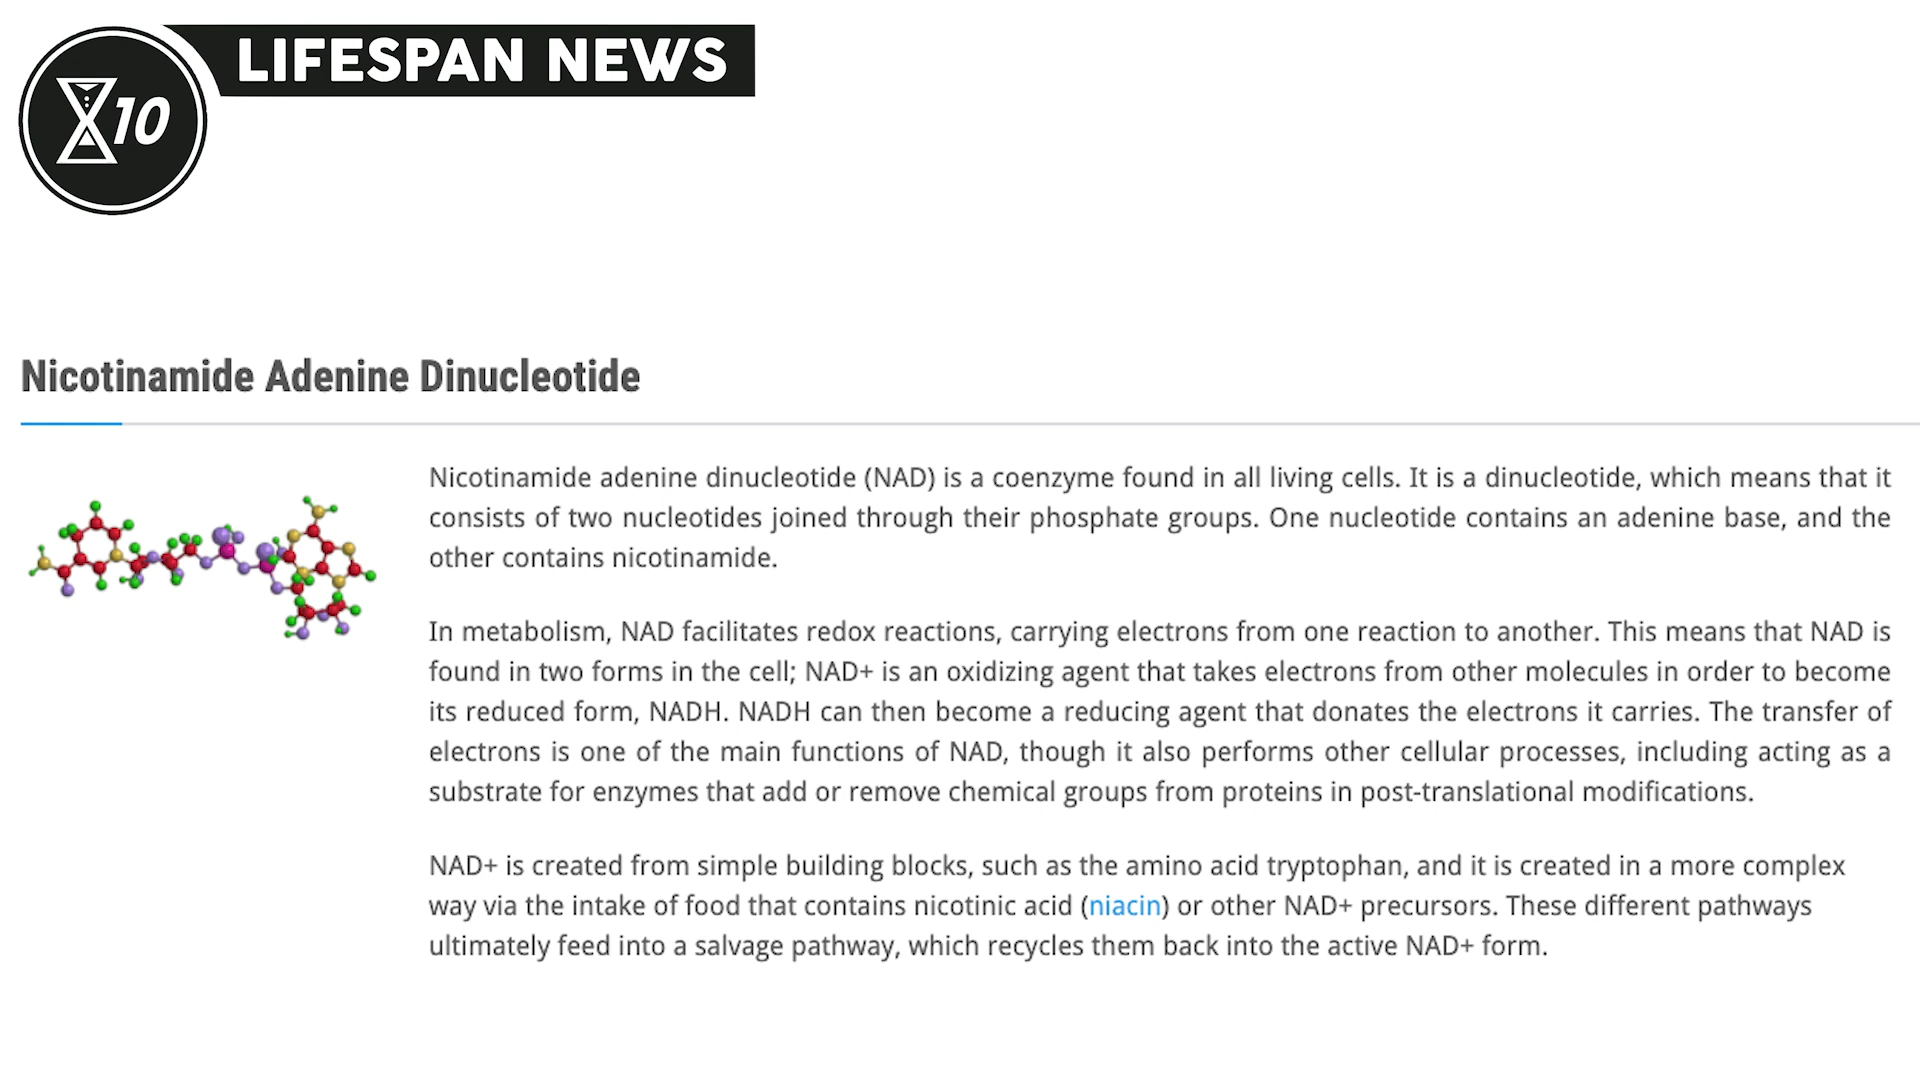 LIFESPAN NEWS
10
Nicotinamide Adenine Dinucleotide
Nicotinamide adenine dinucleotide (NAD) is a coenzyme found in all living cells. It is a dinucleotide, which means that it
consists of two nucleotides joined through their phosphate groups. One nucleotide contains an adenine base, and the
other contains nicotinamide.
In metabolism, NAD facilitates redox reactions, carrying electrons from one reaction to another. This means that NAD is
found in two forms in the cell; NAD+ is an oxidizing agent that takes electrons from other molecules in order to become
its reduced form, NADH. NADH can then become a reducing agent that donates the electrons it carries. The transfer of
electrons is one of the main functions of NAD, though it also performs other cellular processes, including acting as a
substrate for enzymes that add or remove chemical groups from proteins in post-translational modifications.
NAD+ is created from simple building blocks, such as the amino acid tryptophan, and it is created in a more complex
way via the intake of food that contains nicotinic acid (niacin) or other NAD+ precursors. These different pathways
ultimately feed into a salvage pathway, which recycles them back into the active NAD+ form.